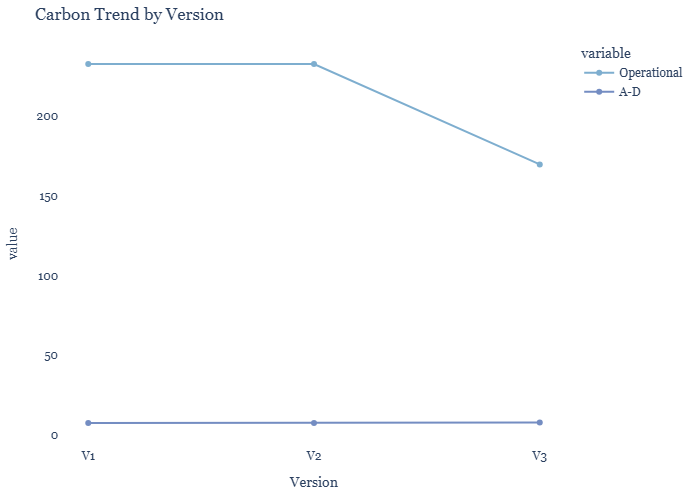 Carbon Trend by Version
variable
Operational
A-D
value
200
150
100
50
0
V1
V2
V3
Version